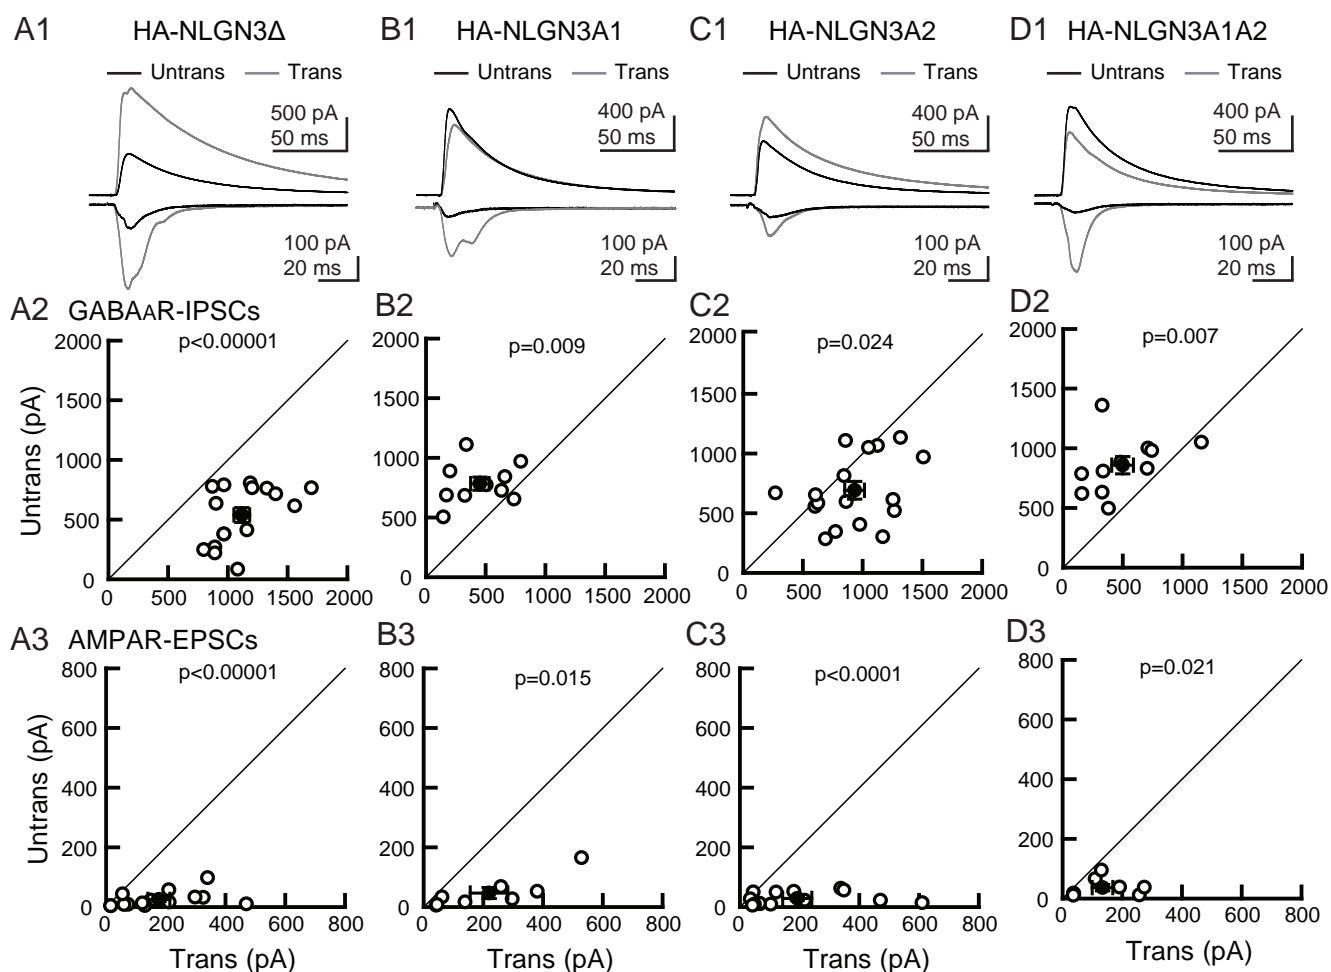 A1 HA-NLGN3Δ B1 HA-NLGN3A1 C1 HA-NLGN3A2 D1 HA-NLGN3A1A2
Untrans Trans Untrans Trans Untrans Trans Untrans Trans
500 pA 400 pA 400 pA 400 pA
50 ms 50 ms 50 ms 50 ms
100 pA 100 pA 100 pA 100 pA
20 ms 20 ms 20 ms 20 ms
A2 GABAAR-IPSCs B2 C2 D2
p<0.00001 p=0.009 p=0.024 p=0.007
2000 2000 2000 2000
1500 1500 1500 1500
1000 1000 1000 1000
500 500 500 500
0 0 0 0
0 500 1000 1500 2000 0 500 1000 1500 2000 0 500 1000 1500 2000 0 500 1000 1500 2000
Untrans (pA)
A3 AMPAR-EPSCs B3 C3 D3
p<0.00001 p=0.015 p<0.0001 p=0.021
800 800 800 800
600 600 600 600
400 400 400 400
200 200 200 200
0 0 0 0
0 200 400 600 800 0 200 400 600 800 0 200 400 600 800 0 200 400 600 800
Untrans (pA)
Trans (pA) Trans (pA) Trans (pA) Trans (pA)